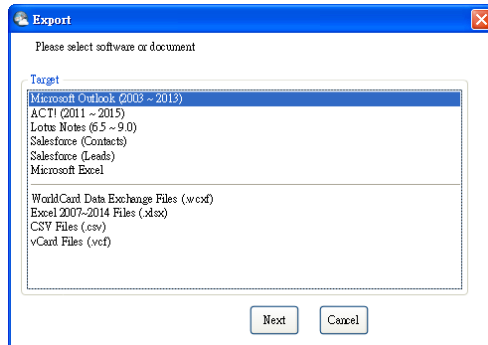 Export
Please select software or document
Target
Microsoft Outlook (2003 ~ 2013)
ACT! (2011 ~ 2015)
Lotus Notes (6.5 ~ 9.0)
Salesforce (Contacts)
Salesforce (Leads)
Microsoft Excel
WorldCard Data Exchange Files (.wcxf)
Excel 2007~2014 Files (.xlsx)
CSV Files (.csv)
vCard Files (.vcf)
Next
Cancel